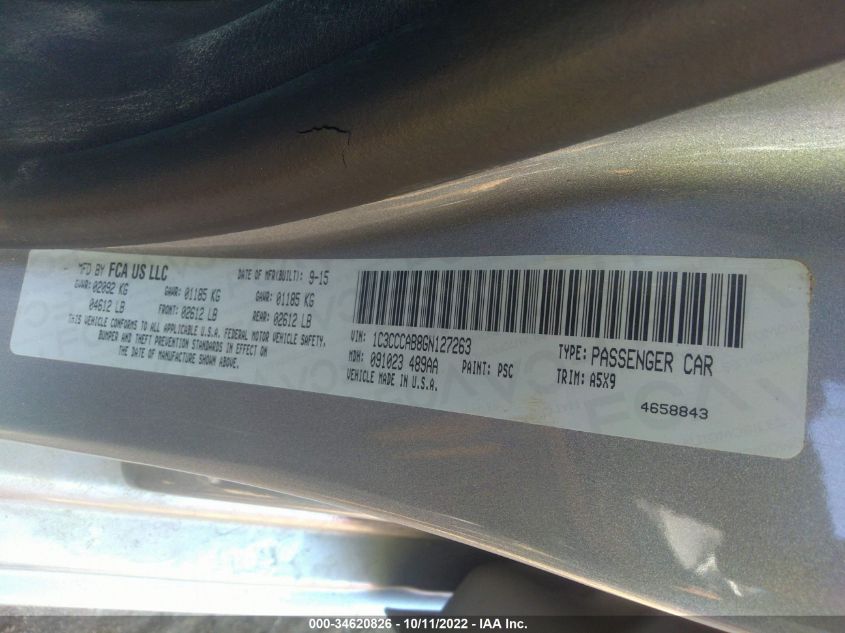 MFD BY FCA US LLC DATE OF MFR(BUILT): 9-15
GVWR: 02092 KG GAWR: 01185 KG GAWR: 01185 KG
04612 LB FRONT: 02612 LB REAR: 02612 LB
THIS VEHICLE CONFORMS TO ALL APPLICABLE U.S.A. FEDERAL MOTOR VEHICLE SAFETY,
BUMPER AND THEFT PREVENTION STANDARDS IN EFFECT ON
THE DATE OF MANUFACTURE SHOWN ABOVE.
VIN: 1C3CCCAB8GN127263 TYPE: PASSENGER CAR
MDH: 091023 489AA PAINT: PSC TRIM: A5X9
VEHICLE MADE IN U.S.A. 4658843
000-34620826 - 10/11/2022 - IAA Inc.